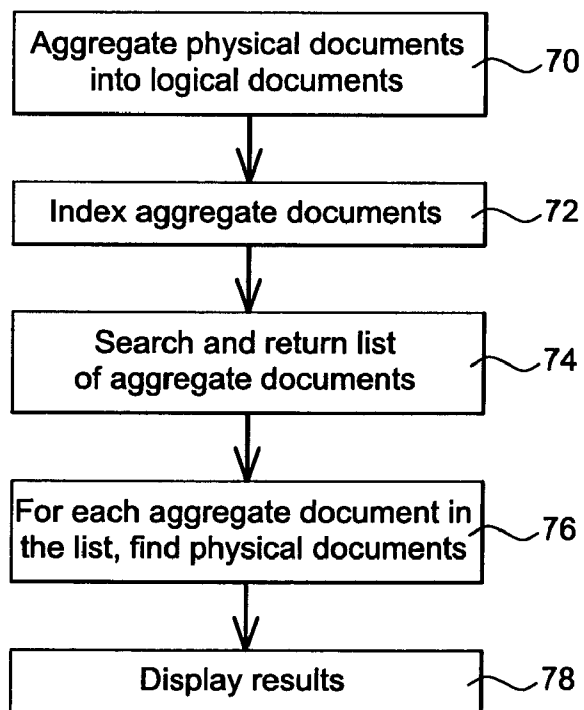 Aggregate physical documents
into logical documents
70
Index aggregate documents
72
Search and return list
of aggregate documents
74
For each aggregate document in
the list, find physical documents
76
Display results
78